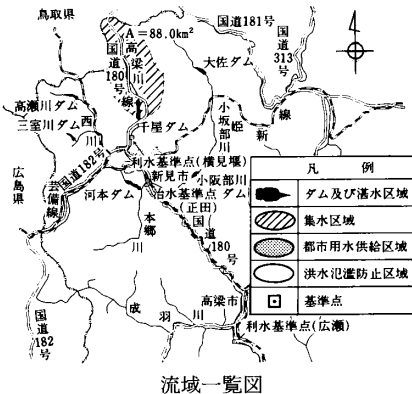 鳥取県
A=88.0km²
国道181号
国道313号
国道180号
高梁川
伯備線
大佐ダム
高瀬川ダム
三室川ダム
西川
千屋ダム
小坂部川
姫新線
国道182号
利水基準点(横見堰)
新見市
小阪部川ダム
治水基準点
(正田)
広島県
芸備線
河本ダム
本郷川
国道180号
高梁市
成羽川
利水基準点(広瀬)
国道182号
凡 例
ダム及び湛水区域
集水区域
都市用水供給区域
洪水氾濫防止区域
基準点
流域一覧図